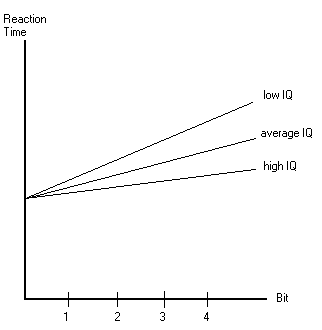 Reaction
Time
low IQ
average IQ
high IQ
Bit
1 2 3 4